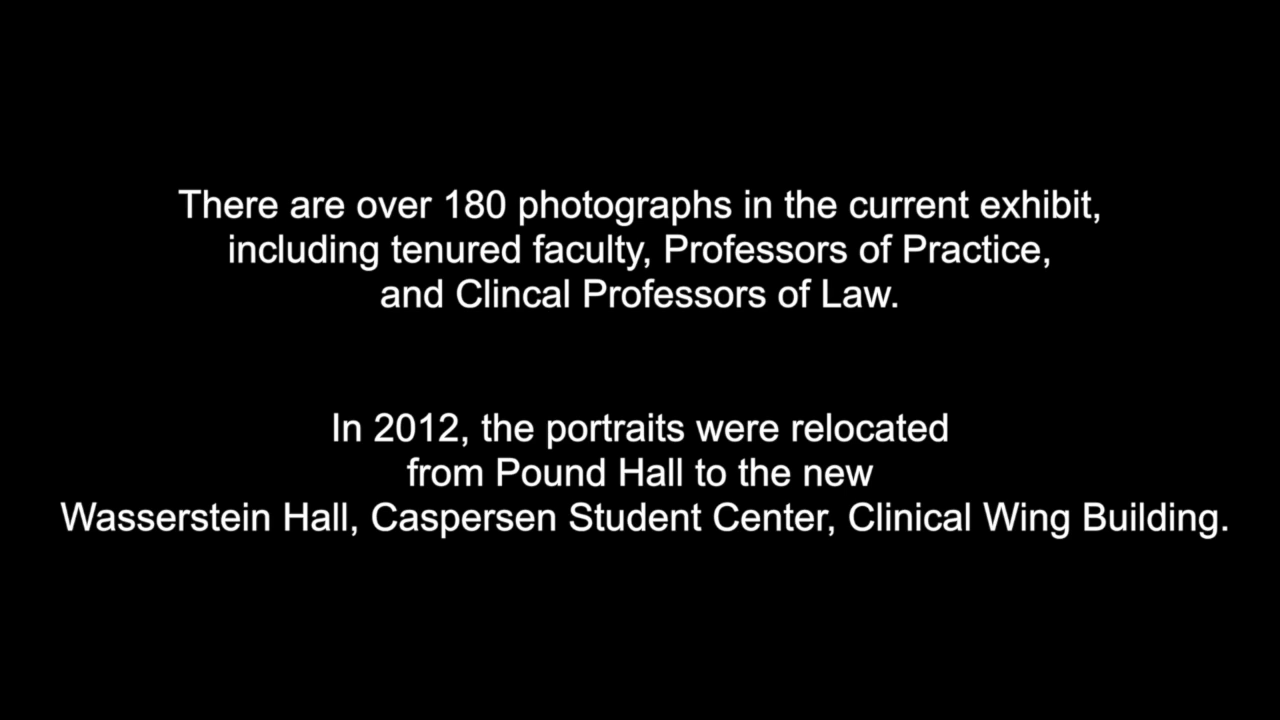 There are over 180 photographs in the current exhibit,
including tenured faculty, Professors of Practice,
and Clincal Professors of Law.
In 2012, the portraits were relocated
from Pound Hall to the new
Wasserstein Hall, Caspersen Student Center, Clinical Wing Building.